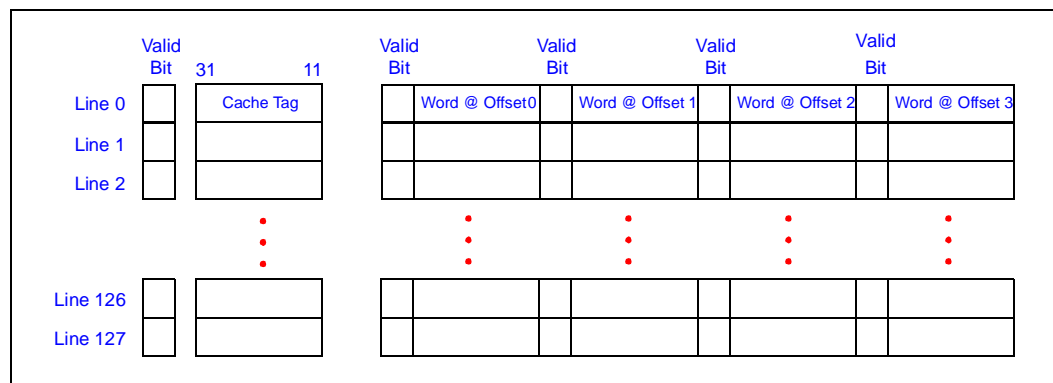 Valid Bit
31 11
Valid Bit
Valid Bit
Valid Bit
Valid Bit
Line 0
Cache Tag
Word @ Offset0
Word @ Offset 1
Word @ Offset 2
Word @ Offset 3
Line 1
Line 2
Line 126
Line 127